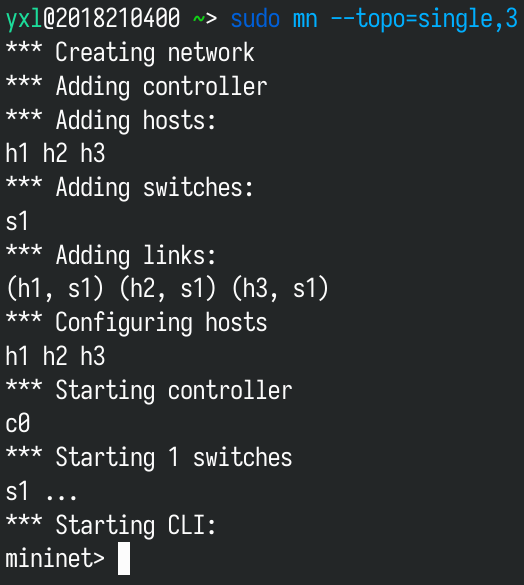 yxl@2018210400 ~> sudo mn --topo=single,3
*** Creating network
*** Adding controller
*** Adding hosts:
h1 h2 h3
*** Adding switches:
s1
*** Adding links:
(h1, s1) (h2, s1) (h3, s1)
*** Configuring hosts
h1 h2 h3
*** Starting controller
c0
*** Starting 1 switches
s1 ...
*** Starting CLI:
mininet>